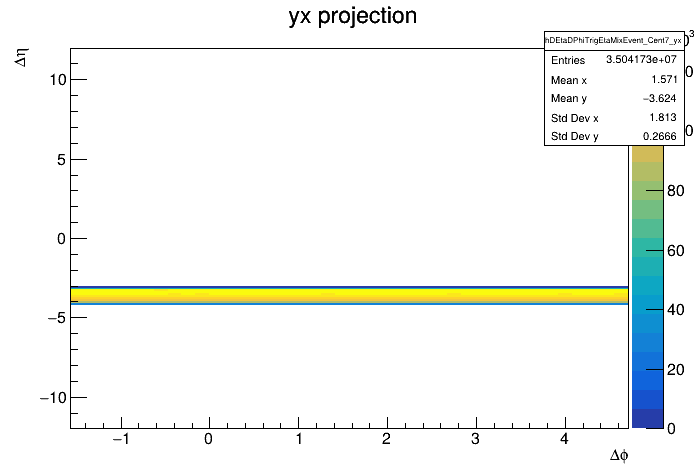 yx projection
Δη
hDEtaDPhiTrigEtaMixEvent_Cent7_yx
Entries 3.504173e+07
Mean x 1.571
Mean y −3.624
Std Dev x 1.813
Std Dev y 0.2666
10
5
0
−5
−10
80
60
40
20
0
−1 0 1 2 3 4
Δϕ